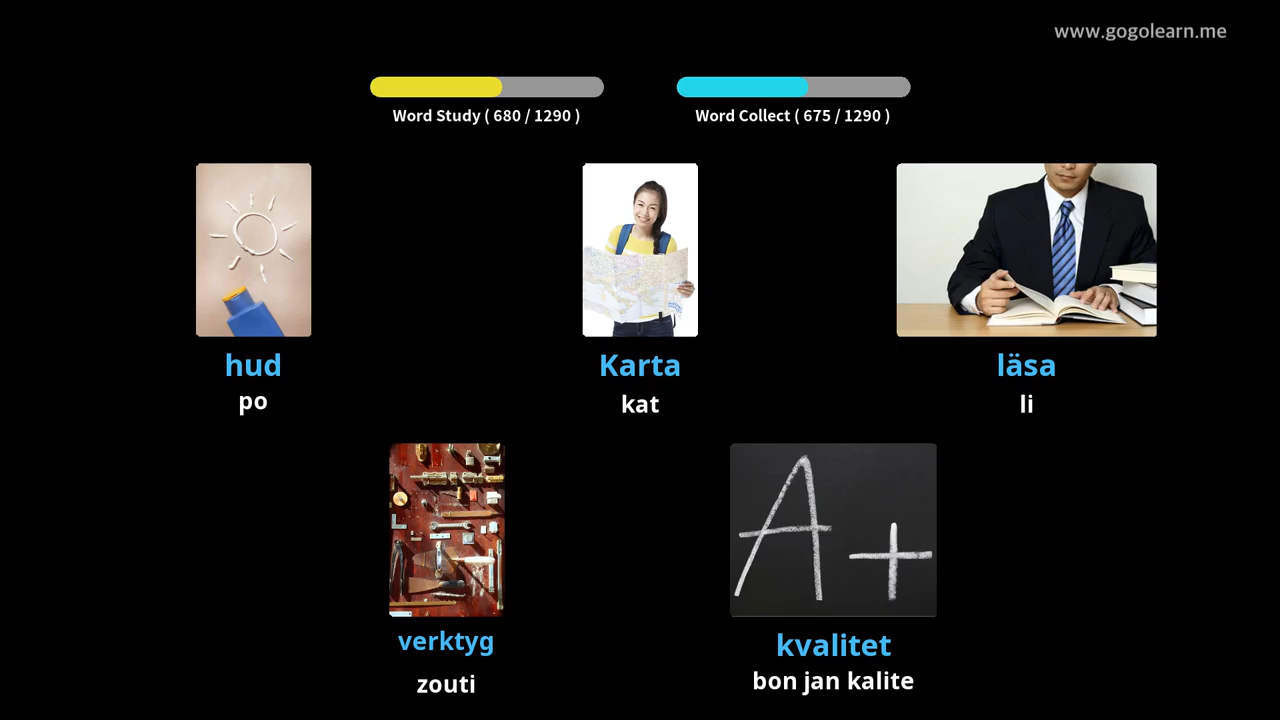 www.gogolearn.me
Word Study ( 680 / 1290 )
Word Collect ( 675 / 1290 )
hud
po
Karta
kat
läsa
li
A+
verktyg
zouti
kvalitet
bon jan kalite